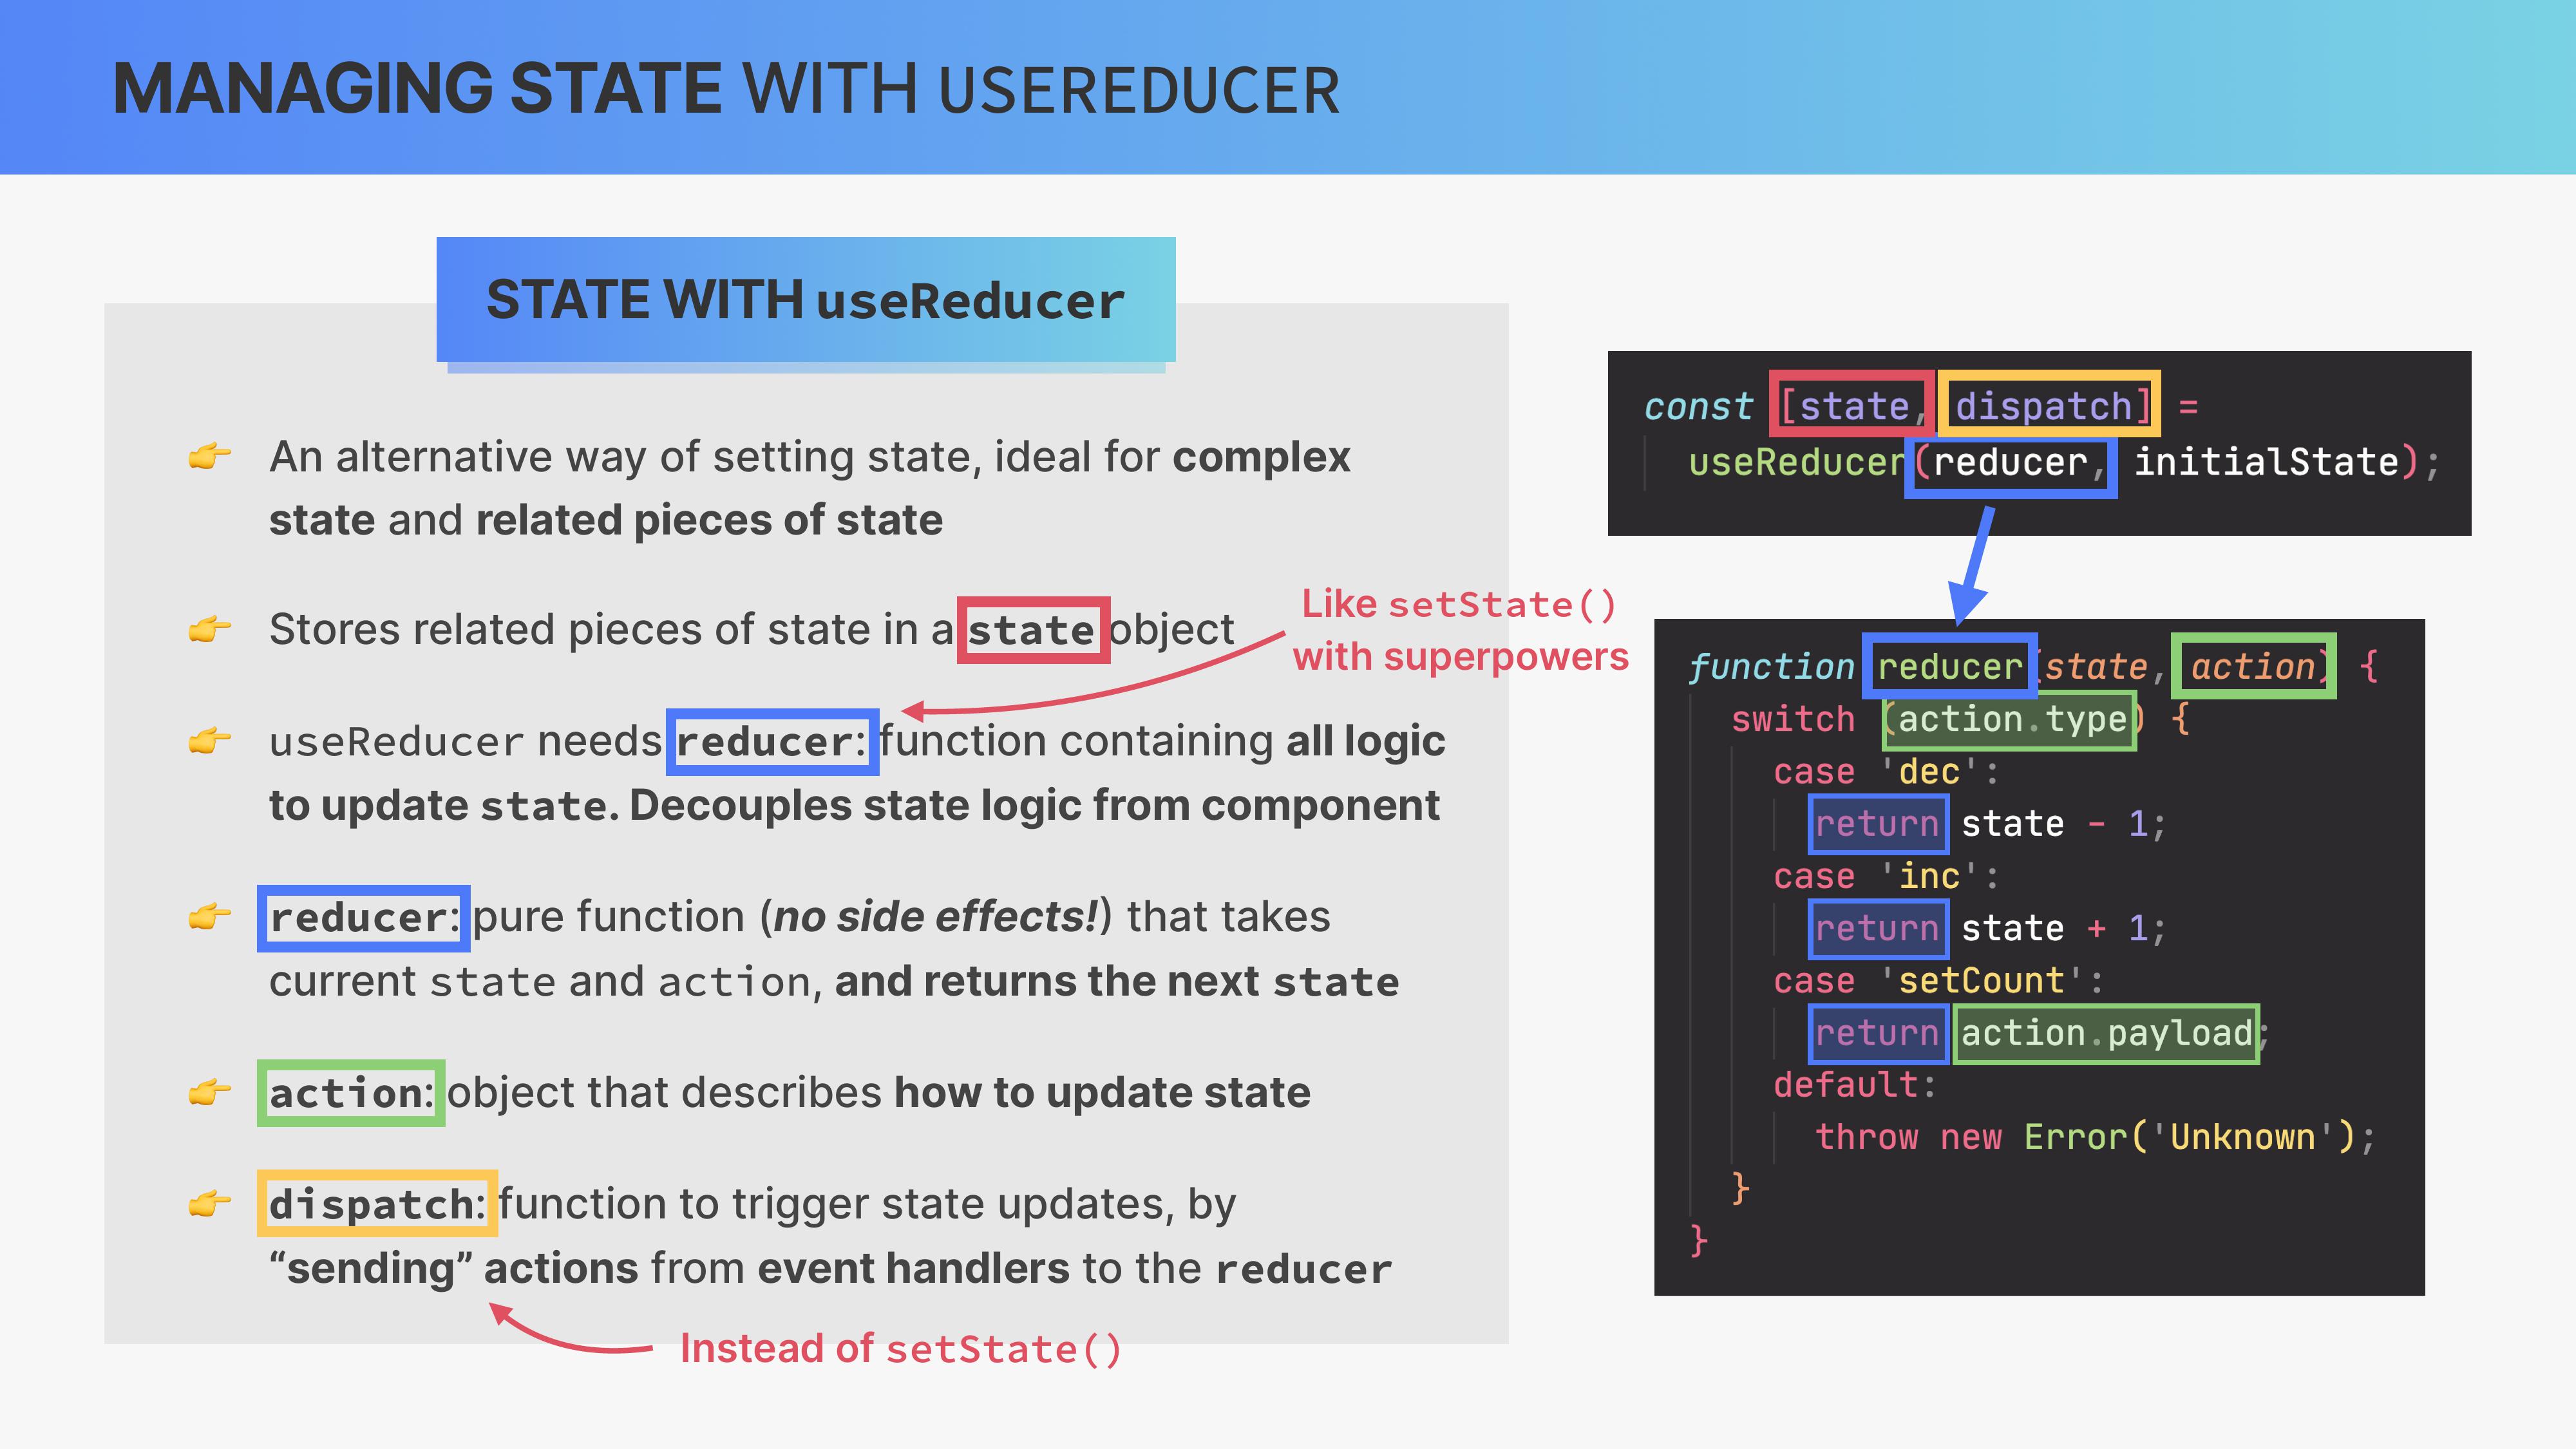 MANAGING STATE WITH USEREDUCER
STATE WITH useReducer
👉 An alternative way of setting state, ideal for complex
state and related pieces of state
👉 Stores related pieces of state in a state object
Like setState()
with superpowers
👉 useReducer needs reducer: function containing all logic
to update state. Decouples state logic from component
👉 reducer: pure function (no side effects!) that takes
current state and action, and returns the next state
👉 action: object that describes how to update state
👉 dispatch: function to trigger state updates, by
“sending” actions from event handlers to the reducer
Instead of setState()
const [state, dispatch] =
useReducer(reducer, initialState);
function reducer(state, action) {
switch (action.type) {
case 'dec':
return state - 1;
case 'inc':
return state + 1;
case 'setCount':
return action.payload;
default:
throw new Error('Unknown');
}
}